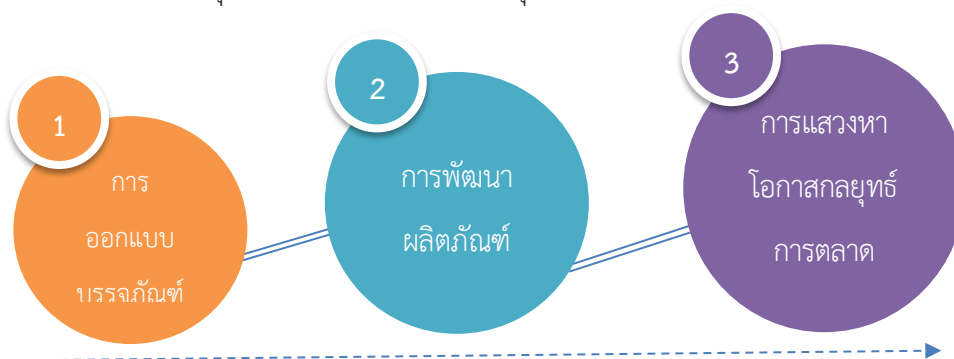 1
การ
ออกแบบ
บรรจุภัณฑ์
2
การพัฒนา
ผลิตภัณฑ์
3
การแสวงหา
โอกาสกลยุทธ์
การตลาด